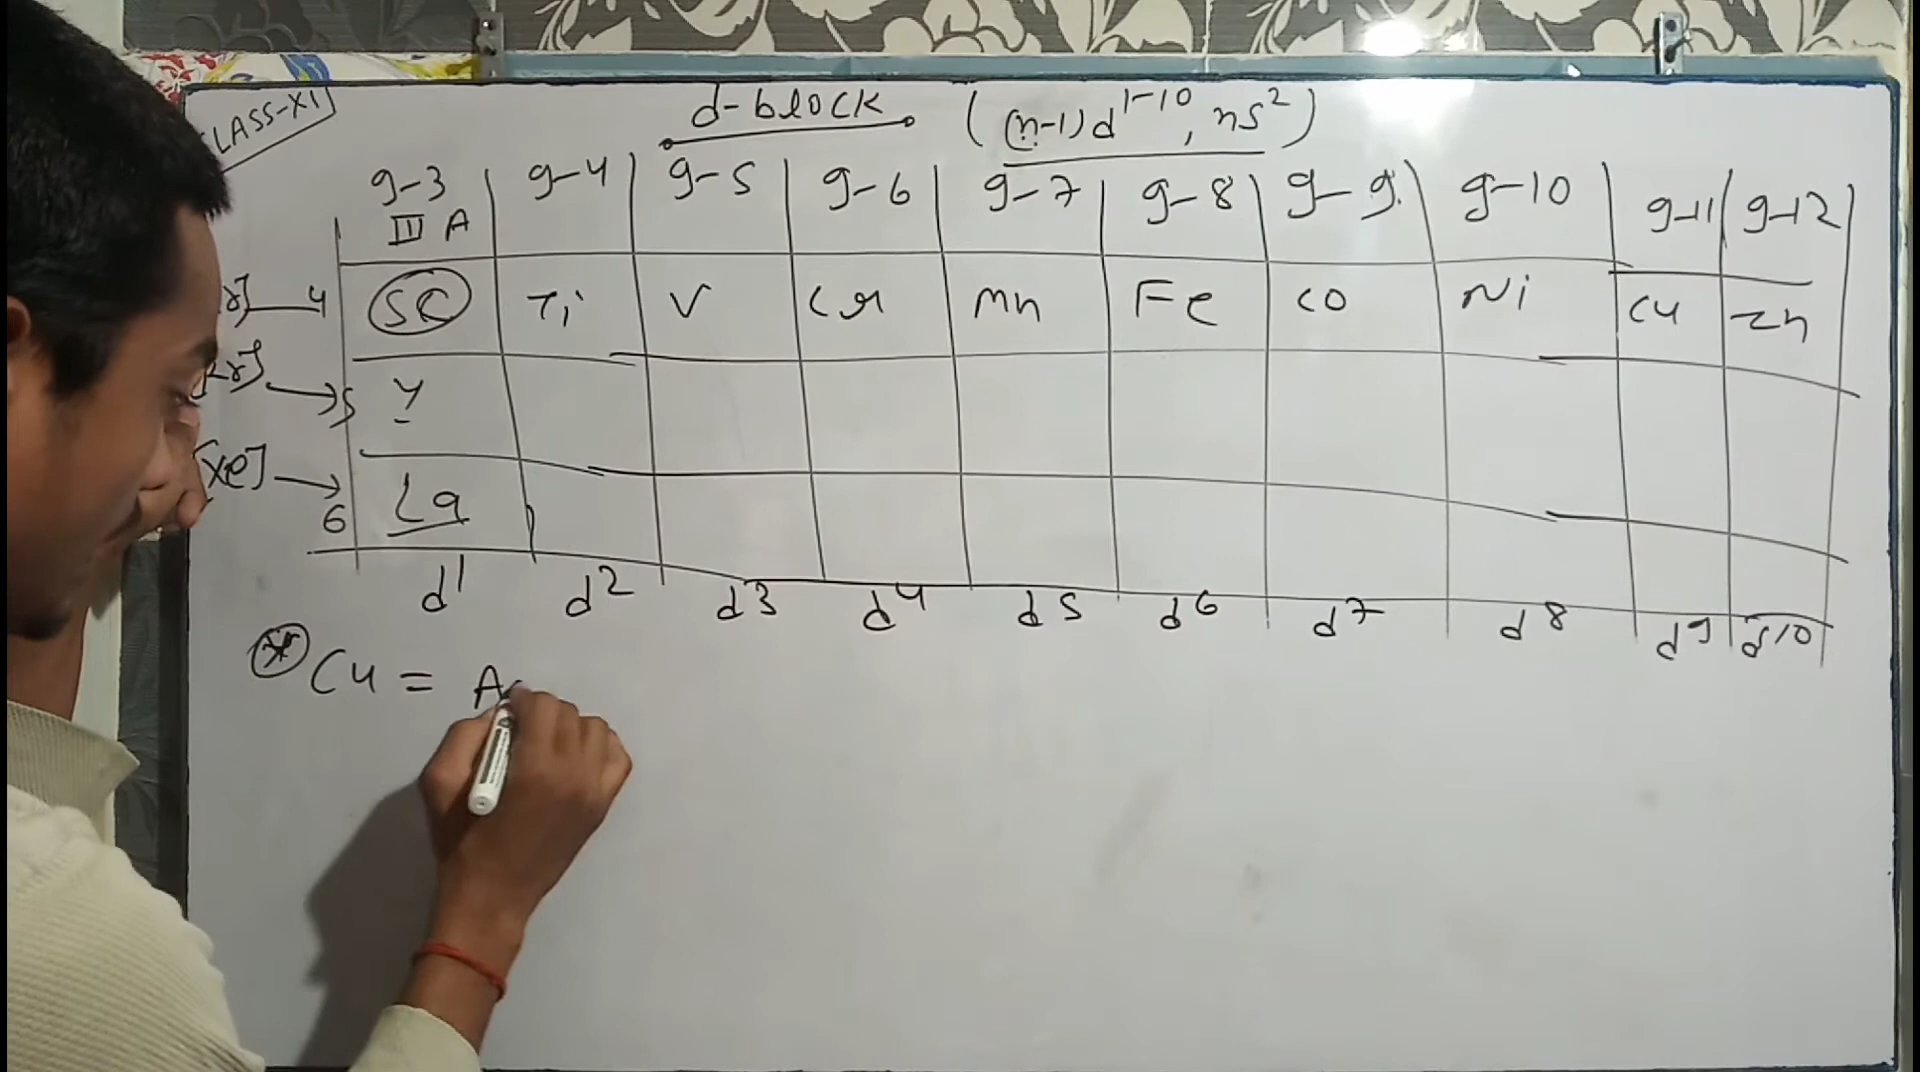 CLASS-XI
d-block ((n-1)d1-10, ns2)
g-3 g-4 g-5 g-6 g-7 g-8 g-9 g-10 g-11 g-12
III A
4 Sc Ti V Cr Mn Fe Co Ni Cu Zn
5 Y
[Xe] → 6 La
d1 d2 d3 d4 d5 d6 d7 d8 d9 d10
* Cu = A